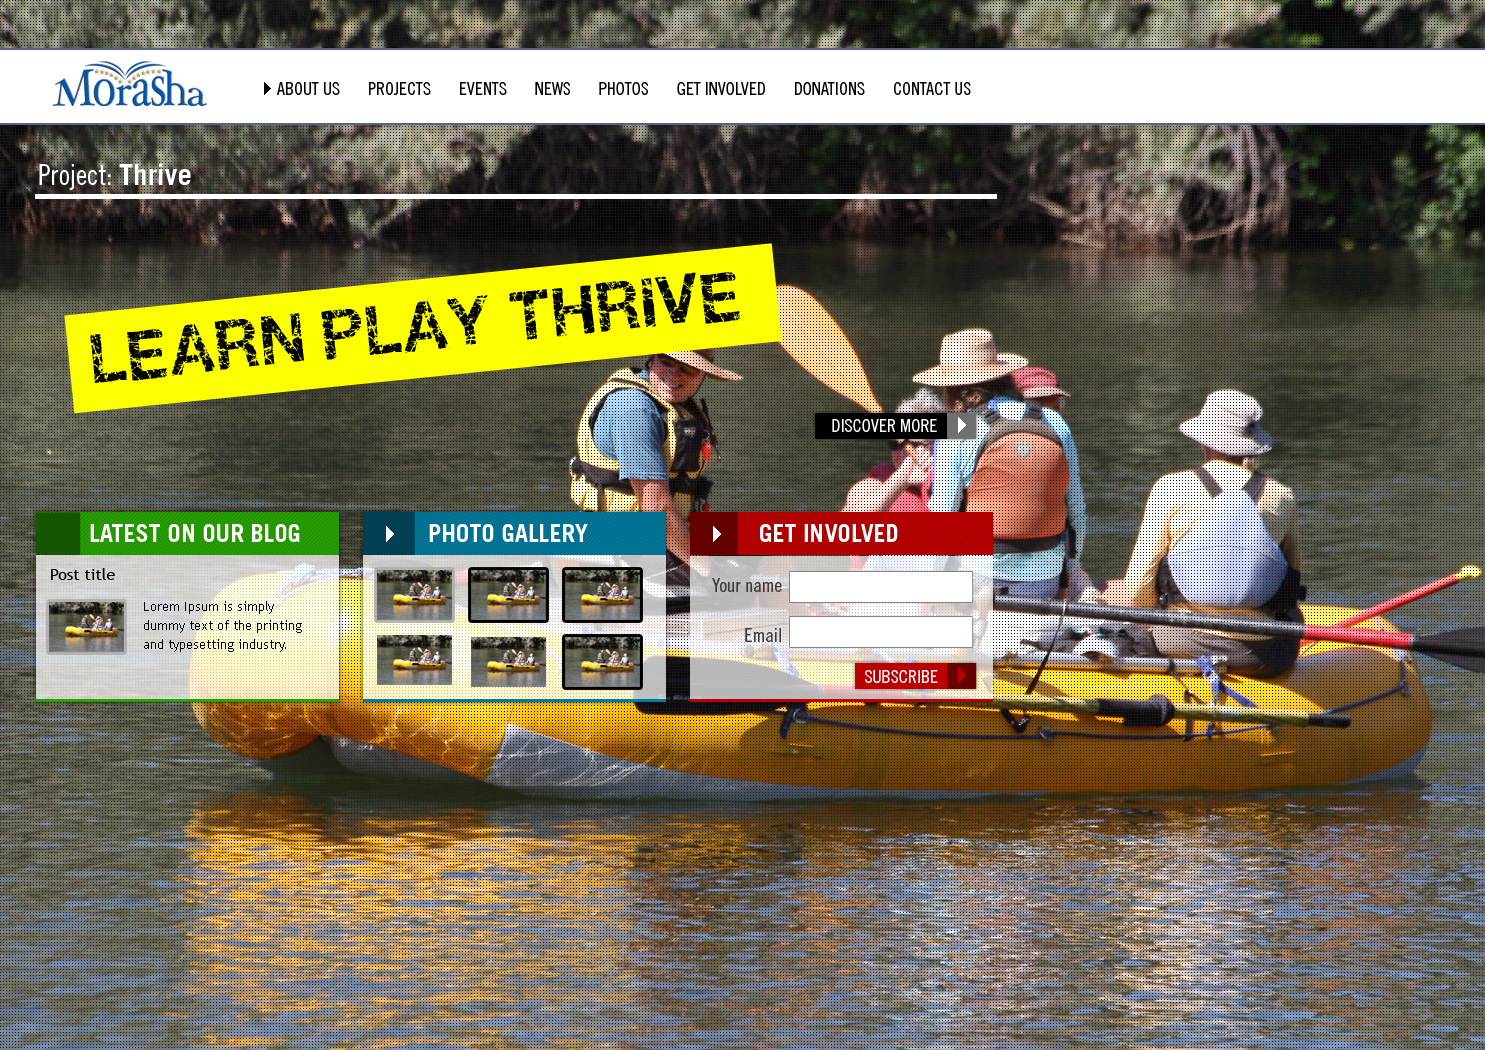 Morasha
ABOUT US PROJECTS EVENTS NEWS PHOTOS GET INVOLVED DONATIONS CONTACT US
Project: Thrive
LEARN PLAY THRIVE
DISCOVER MORE
LATEST ON OUR BLOG
Post title
Lorem Ipsum is simply
dummy text of the printing
and typesetting industry.
PHOTO GALLERY
GET INVOLVED
Your name
Email
SUBSCRIBE